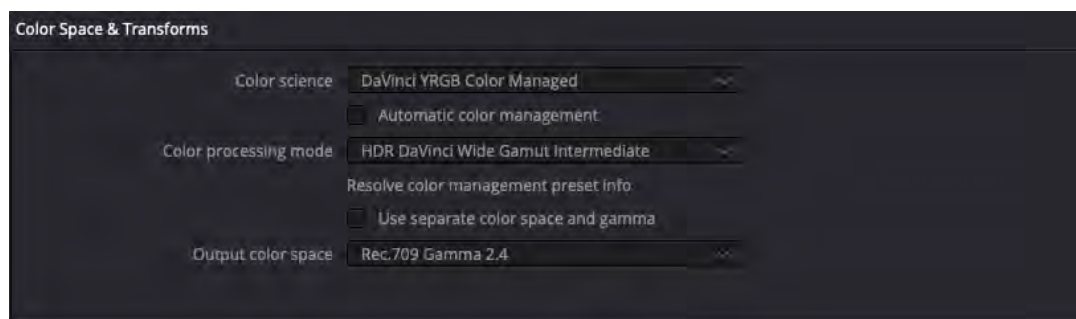 Color Space & Transforms
Color science DaVinci YRGB Color Managed
Automatic color management
Color processing mode HDR DaVinci Wide Gamut Intermediate
Resolve color management preset info
Use separate color space and gamma
Output color space Rec.709 Gamma 2.4